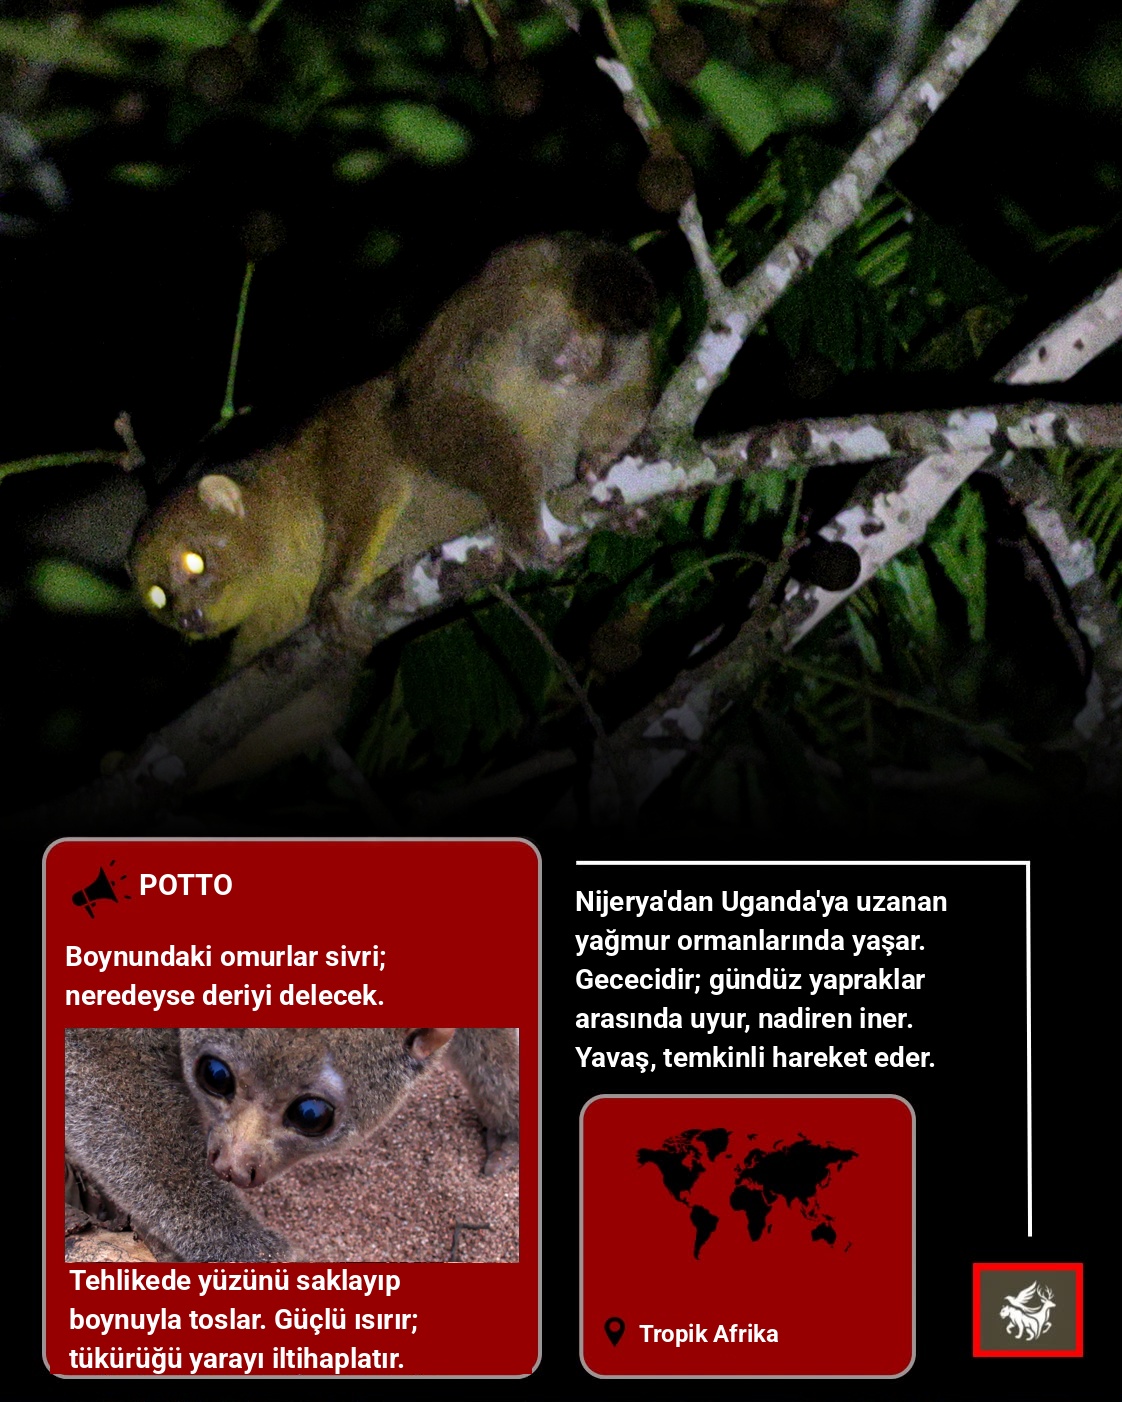 POTTO
Boynundaki omurlar sivri;
neredeyse deriyi delecek.
Tehlikede yüzünü saklayıp
boynuyla toslar. Güçlü ısırır;
tükürüğü yarayı iltihaplatır.
Nijerya'dan Uganda'ya uzanan
yağmur ormanlarında yaşar.
Gececidir; gündüz yapraklar
arasında uyur, nadiren iner.
Yavaş, temkinli hareket eder.
Tropik Afrika